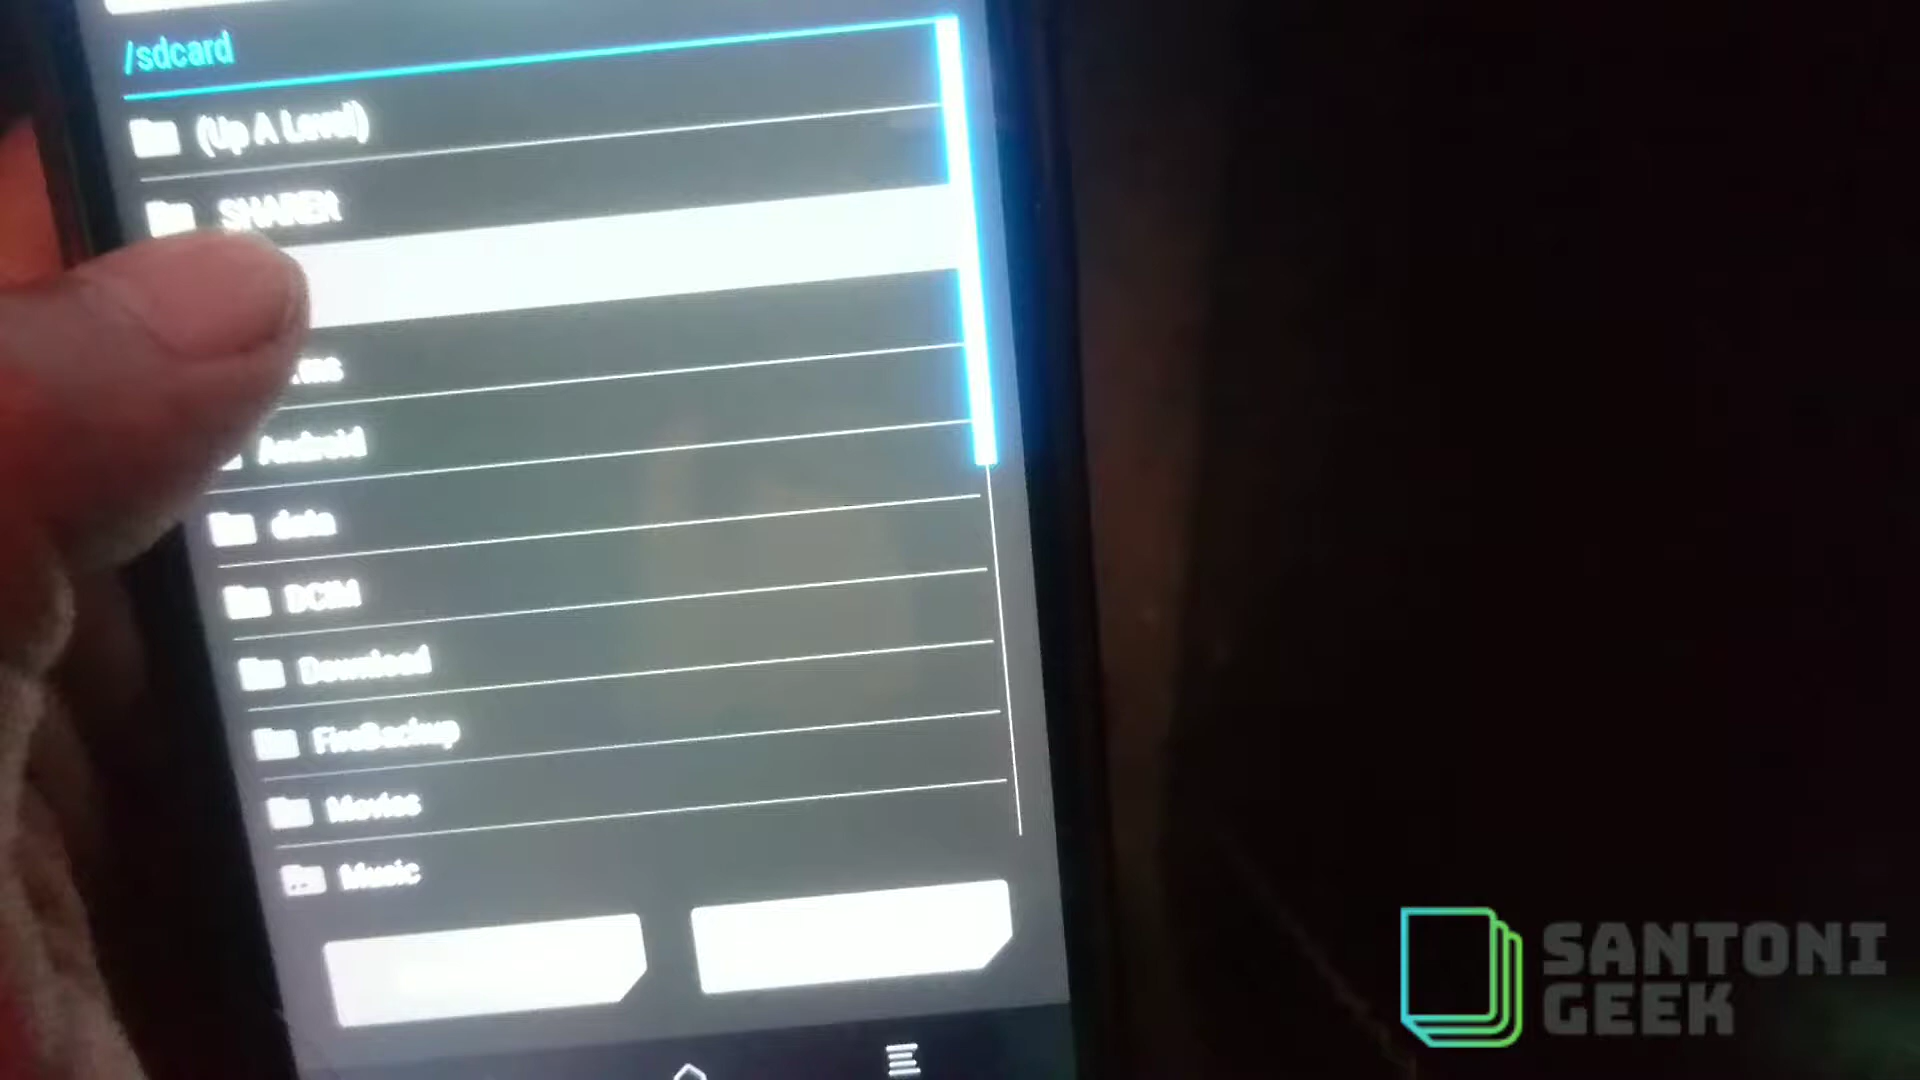 /sdcard
(Up A Level)
SHAREit
Android
data
DCIM
Download
FireBackup
Movies
Music
SANTONI
GEEK